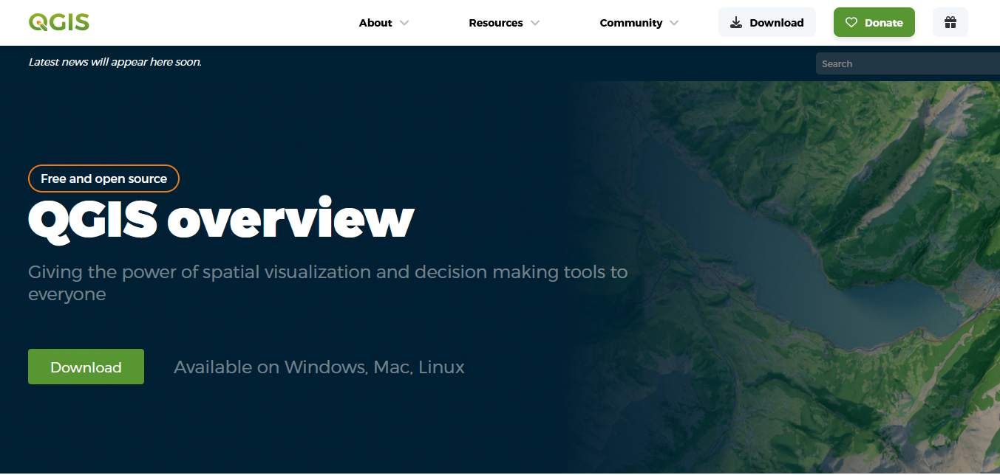 QGIS
About
Resources
Community
Download
Donate
Latest news will appear here soon.
Search
Free and open source
QGIS overview
Giving the power of spatial visualization and decision making tools to
everyone
Download
Available on Windows, Mac, Linux